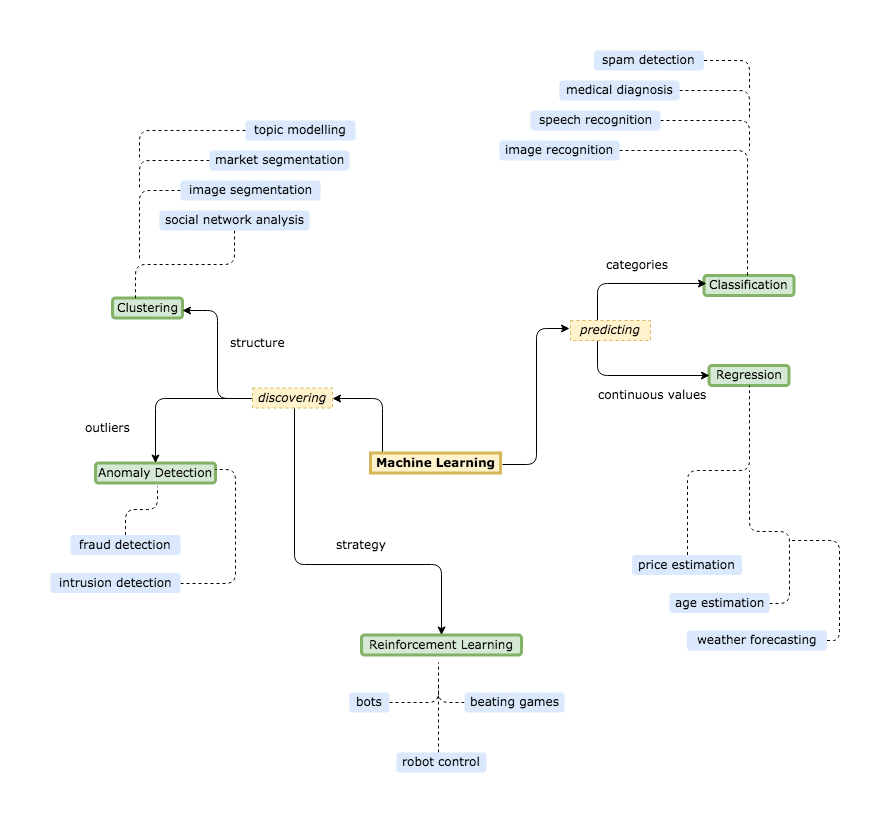 spam detection
medical diagnosis
speech recognition
image recognition
topic modelling
market segmentation
image segmentation
social network analysis
categories
Classification
Clustering
predicting
structure
Regression
continuous values
discovering
outliers
Machine Learning
Anomaly Detection
fraud detection
strategy
price estimation
intrusion detection
age estimation
weather forecasting
Reinforcement Learning
bots
beating games
robot control